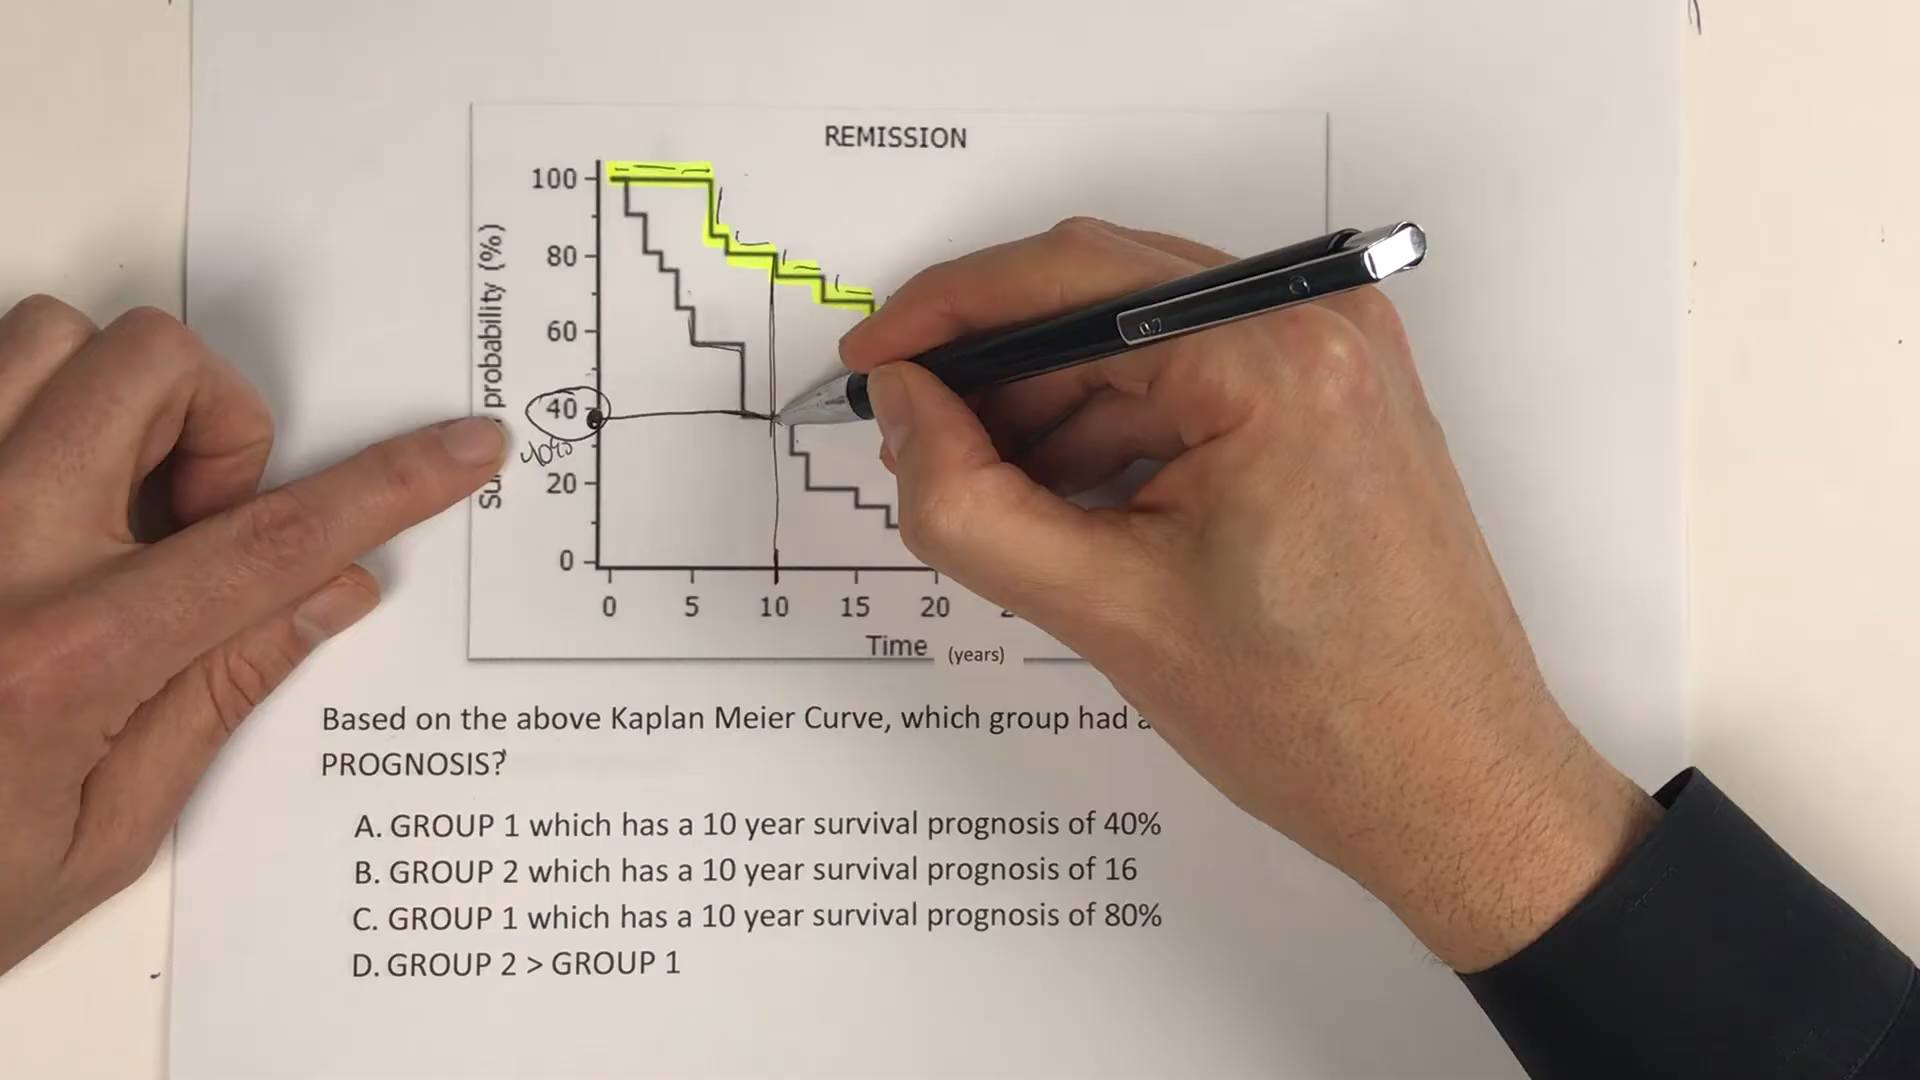 REMISSION
100
80
60
40
40%
20
0
probability (%)
0 5 10 15 20
Time (years)
Based on the above Kaplan Meier Curve, which group had
PROGNOSIS?
A. GROUP 1 which has a 10 year survival prognosis of 40%
B. GROUP 2 which has a 10 year survival prognosis of 16
C. GROUP 1 which has a 10 year survival prognosis of 80%
D. GROUP 2 > GROUP 1
0.7